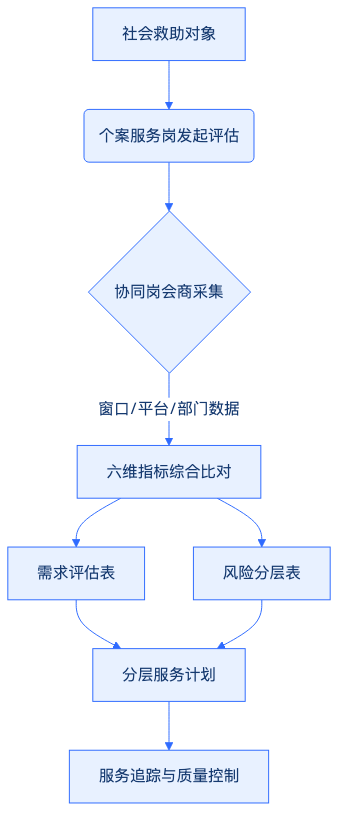 社会救助对象
个案服务岗发起评估
协同岗会商采集
窗口/平台/部门数据
六维指标综合比对
需求评估表
风险分层表
分层服务计划
服务追踪与质量控制